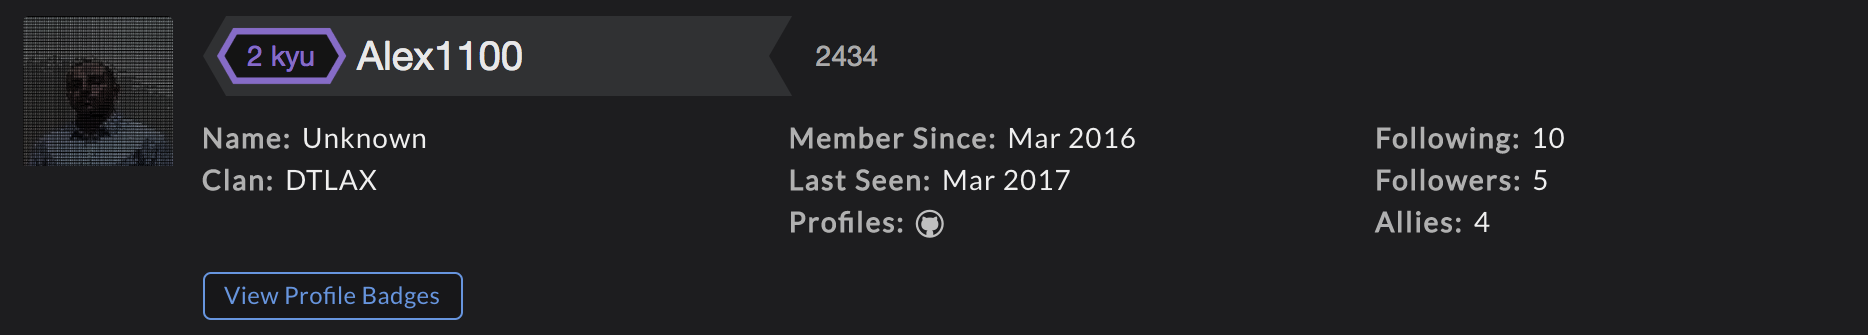 2 kyu Alex1100 2434
Name: Unknown
Clan: DTLAX
Member Since: Mar 2016
Last Seen: Mar 2017
Profiles:
Following: 10
Followers: 5
Allies: 4
View Profile Badges